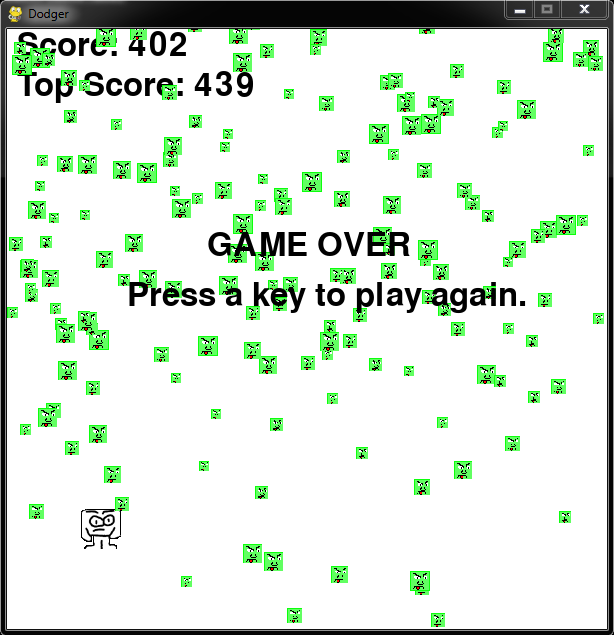 Dodger
Score: 402
Top Score: 439
GAME OVER
Press a key to play again.